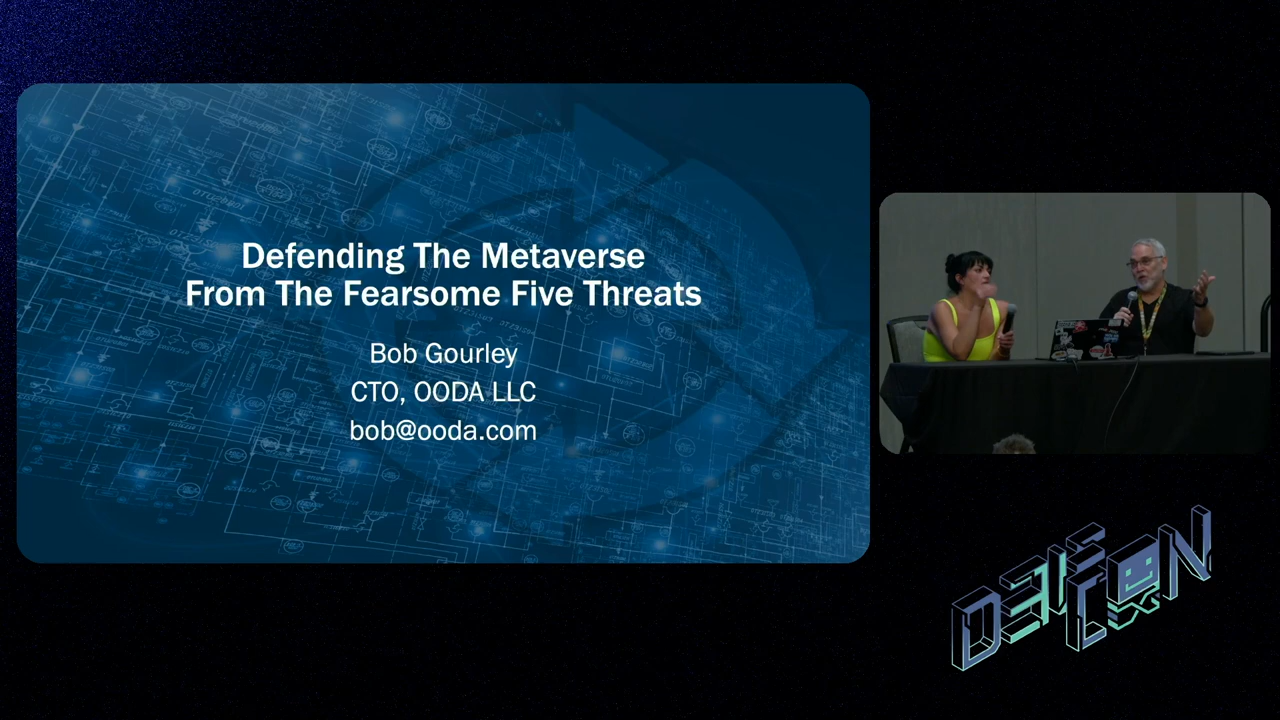 Defending The Metaverse
From The Fearsome Five Threats
Bob Gourley
CTO, OODA LLC
bob@ooda.com
DEF
CON